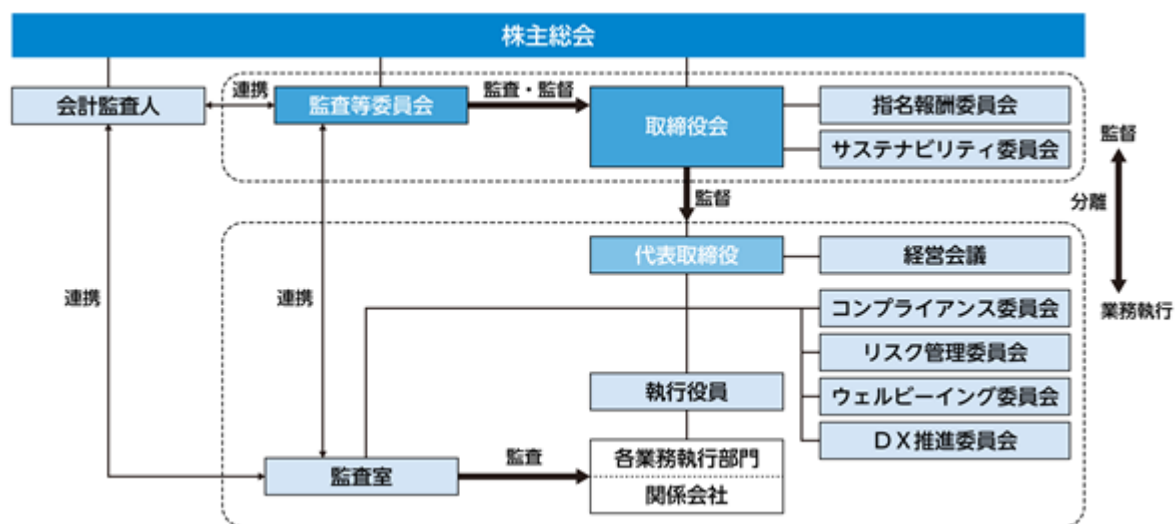 株主総会
会計監査人
連携
監査等委員会
監査・監督
取締役会
指名報酬委員会
サステナビリティ委員会
監督
分離
業務執行
監督
代表取締役
経営会議
連携
連携
コンプライアンス委員会
リスク管理委員会
ウェルビーイング委員会
DX推進委員会
執行役員
監査室
監査
各業務執行部門
関係会社